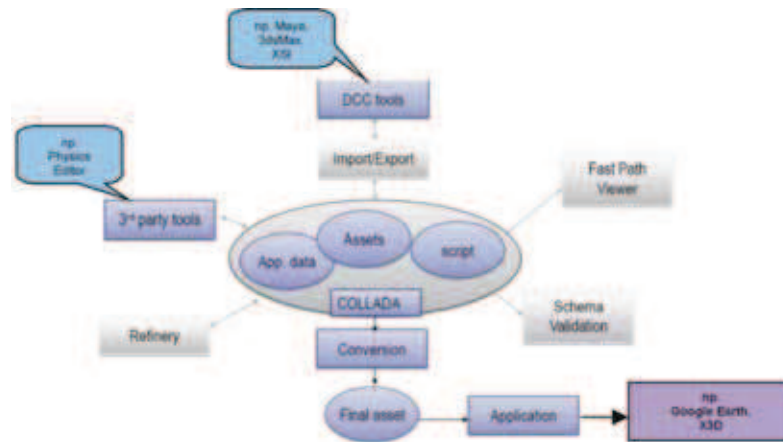 np. Maya,
3dsMax
XSI
DCC tools
np.
Physics
Editor
Import/Export
Fast Path
Viewer
3rd party tools
Assets
App. data
script
COLLADA
Refinery
Schema
Validation
Conversion
Final asset
Application
np.
Google Earth,
X3D